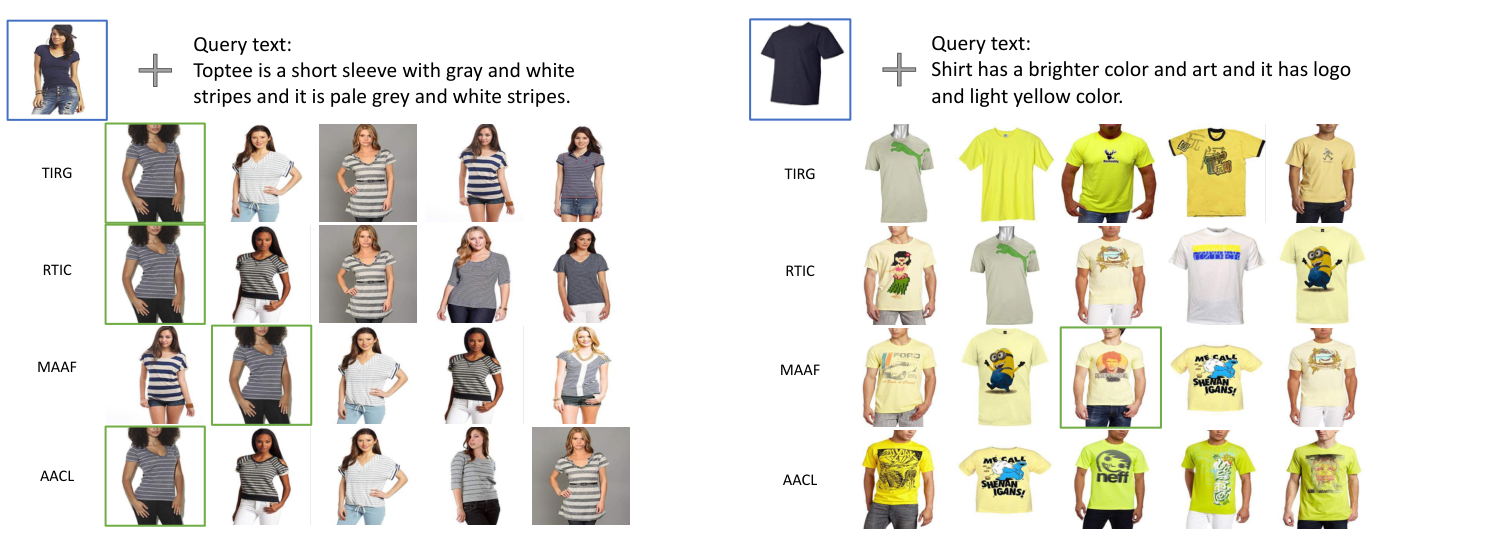 Query text:
Toptee is a short sleeve with gray and white
stripes and it is pale grey and white stripes.
TIRG
RTIC
MAAF
AACL
Query text:
Shirt has a brighter color and art and it has logo
and light yellow color.
TIRG
RTIC
MAAF
FORD
ME CALL
SHENAN
IGANS!
AACL
ME CALL
SHENAN
IGANS!
neff